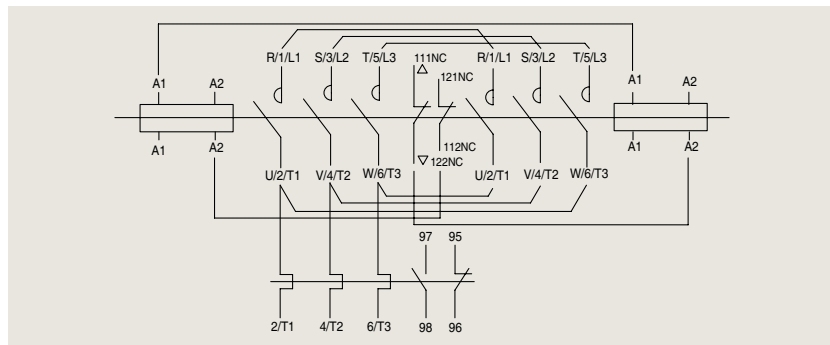 R/1/L1 S/3/L2 T/5/L3 111NC R/1/L1 S/3/L2 T/5/L3
121NC
A1 A2 A1 A2
A1 A2 A1 A2
112NC
122NC
U/2/T1 V/4/T2 W/6/T3 U/2/T1 V/4/T2 W/6/T3
97 95
2/T1 4/T2 6/T3 98 96